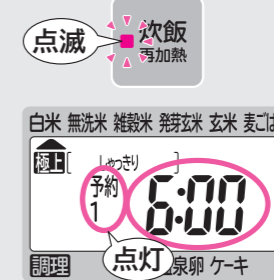 点滅
炊飯
再加熱
白米 無洗米 雑穀米 発芽玄米 玄米 麦ごは
極上 しゃっきり
予約
1
6:00
点灯
調理 泉卵 ケーキ